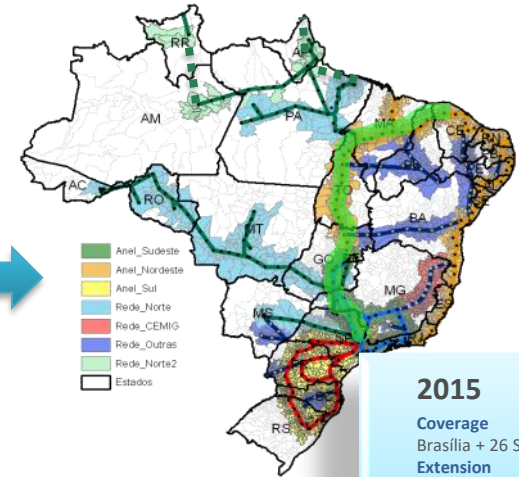 RR
AP
AM
PA
MA
CE
RN
AC
TO
RO
BA
MT
GO
MG
MS
RS
Anel_Sudeste
Anel_Nordeste
Anel_Sul
Rede_Norte
Rede_CEMIG
Rede_Outras
Rede_Norte2
Estados
2015
Coverage
Brasília + 26 S
Extension